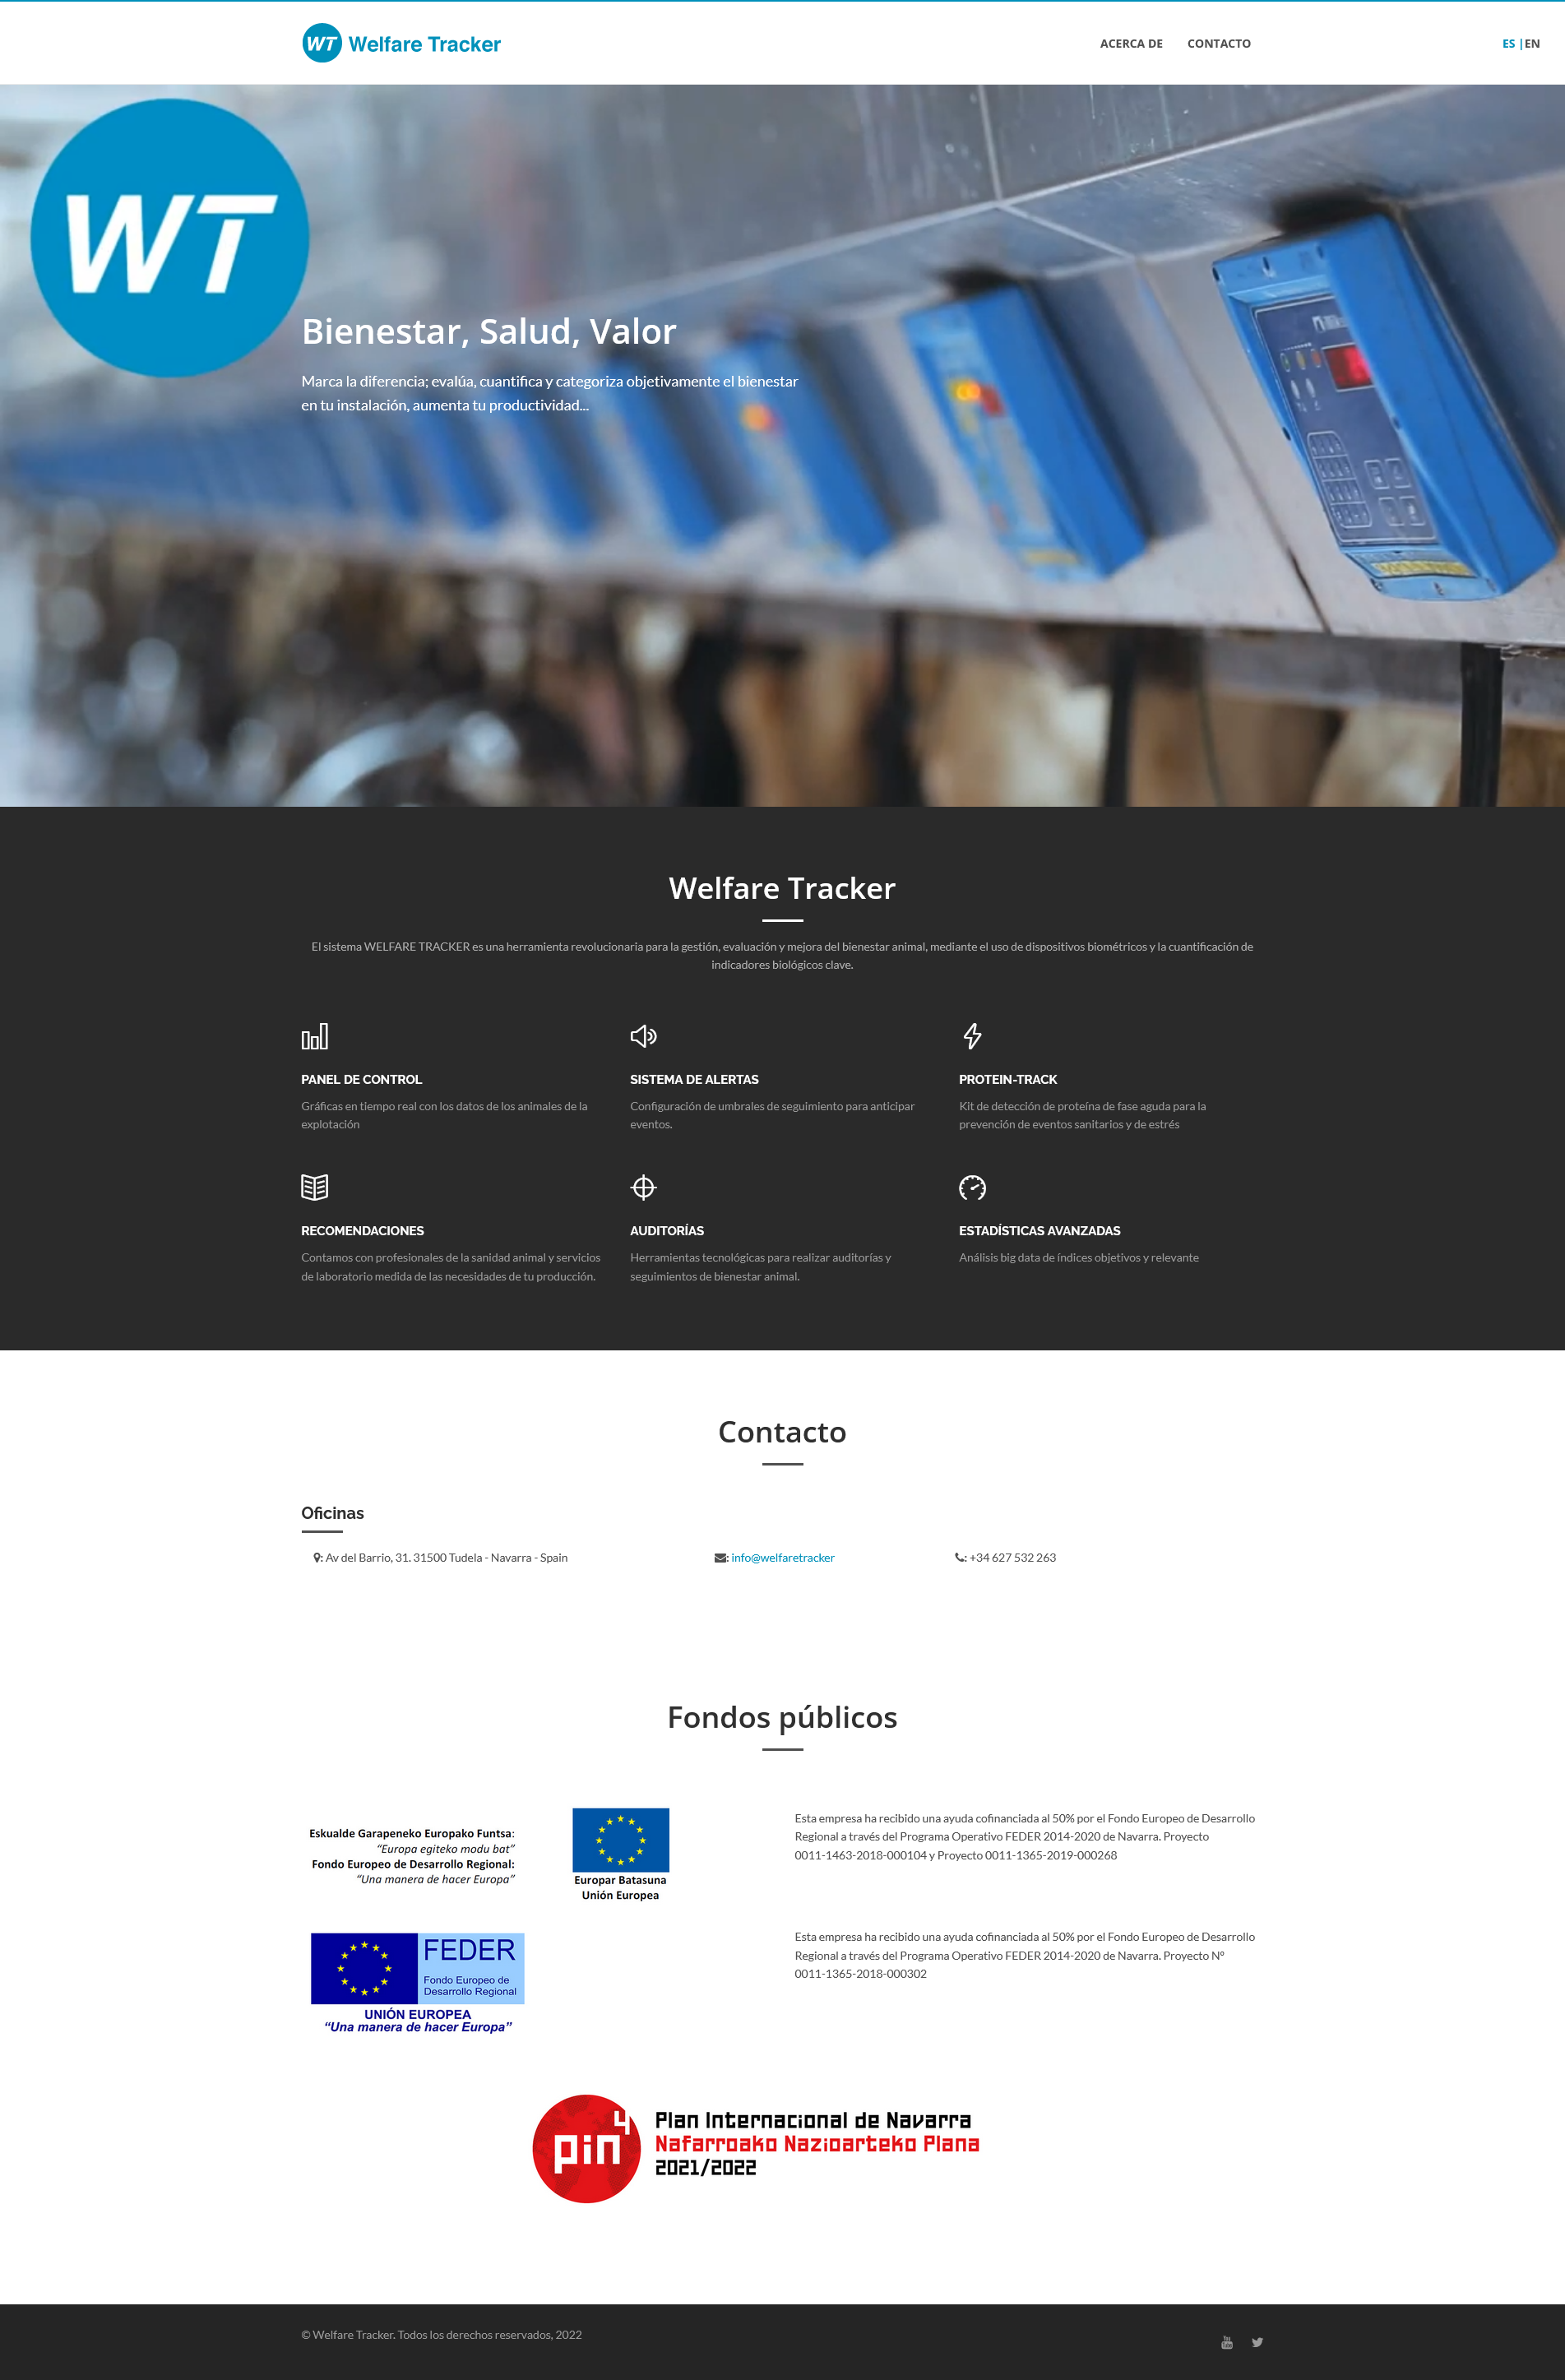 WT Welfare Tracker
ACERCA DE CONTACTO
ES | EN
WT
Bienestar, Salud, Valor
Marca la diferencia; evalúa, cuantifica y categoriza objetivamente el bienestar
en tu instalación, aumenta tu productividad...
Welfare Tracker
El sistema WELFARE TRACKER es una herramienta revolucionaria para la gestión, evaluación y mejora del bienestar animal, mediante el uso de dispositivos biométricos y la cuantificación de
indicadores biológicos clave.
PANEL DE CONTROL
Gráficas en tiempo real con los datos de los animales de la
explotación
SISTEMA DE ALERTAS
Configuración de umbrales de seguimiento para anticipar
eventos.
PROTEIN-TRACK
Kit de detección de proteína de fase aguda para la
prevención de eventos sanitarios y de estrés
RECOMENDACIONES
Contamos con profesionales de la sanidad animal y servicios
de laboratorio medida de las necesidades de tu producción.
AUDITORÍAS
Herramientas tecnológicas para realizar auditorías y
seguimientos de bienestar animal.
ESTADÍSTICAS AVANZADAS
Análisis big data de índices objetivos y relevante
Contacto
Oficinas
: Av del Barrio, 31. 31500 Tudela - Navarra - Spain
: info@welfaretracker
: +34 627 532 263
Fondos públicos
Eskualde Garapeneko Europako Funtsa:
“Europa egiteko modu bat”
Fondo Europeo de Desarrollo Regional:
“Una manera de hacer Europa”
Europar Batasuna
Unión Europea
Esta empresa ha recibido una ayuda cofinanciada al 50% por el Fondo Europeo de Desarrollo
Regional a través del Programa Operativo FEDER 2014-2020 de Navarra. Proyecto
0011-1463-2018-000104 y Proyecto 0011-1365-2019-000268
FEDER
Fondo Europeo de
Desarrollo Regional
UNIÓN EUROPEA
“Una manera de hacer Europa”
Esta empresa ha recibido una ayuda cofinanciada al 50% por el Fondo Europeo de Desarrollo
Regional a través del Programa Operativo FEDER 2014-2020 de Navarra. Proyecto Nº
0011-1365-2018-000302
pin4
Plan Internacional de Navarra
Nafarroako Nazioarteko Plana
2021/2022
© Welfare Tracker. Todos los derechos reservados, 2022
You Tube